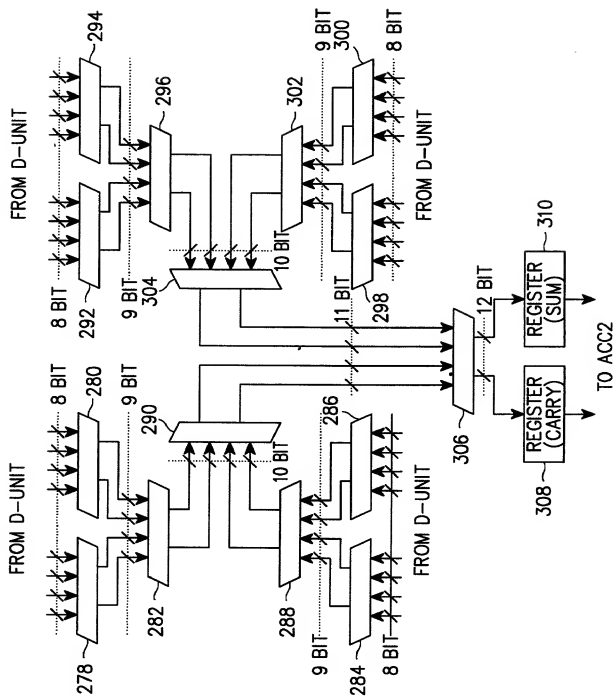 FROM D-UNIT
FROM D-UNIT
8 BIT
280
8 BIT
294
278
9 BIT
292
9 BIT
282
290
296
304
10 BIT
10 BIT
288
286
302
9 BIT
300
9 BIT
284
8 BIT
11 BIT
298
8 BIT
FROM D-UNIT
FROM D-UNIT
306
12 BIT
308
REGISTER
(CARRY)
REGISTER
(SUM)
310
TO ACC2